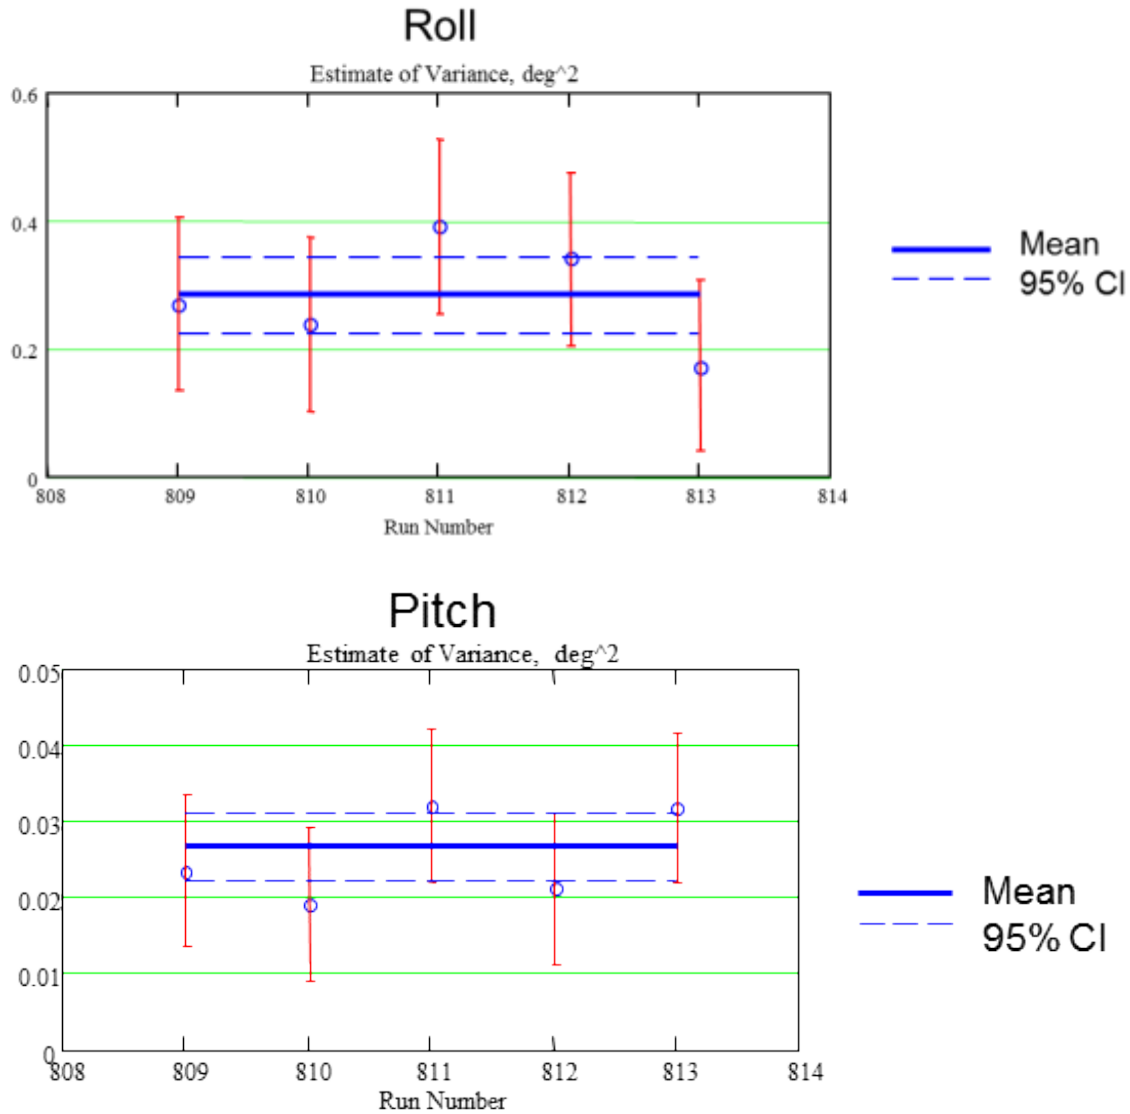 Roll
Estimate of Variance, deg^2
0.6
0.4
0.2
0
808 809 810 811 812 813 814
Run Number
Mean
95% CI
Pitch
Estimate of Variance, deg^2
0.05
0.04
0.03
0.02
0.01
0
808 809 810 811 812 813 814
Run Number
Mean
95% CI